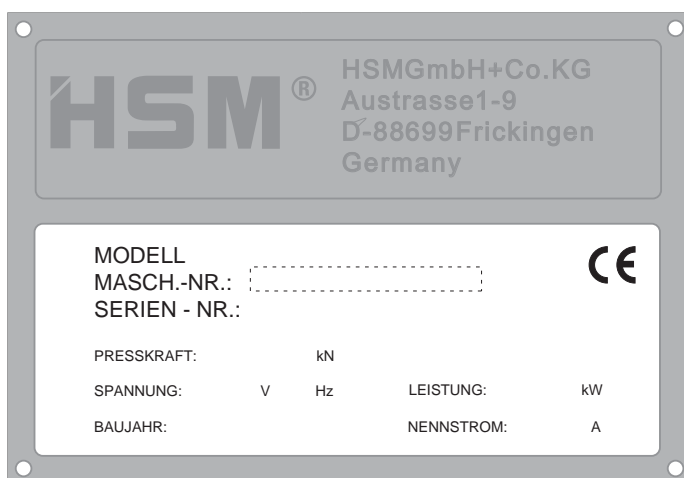 HSM®
HSMGmbH+Co.KG
Austrasse1-9
D-88699Frickingen
Germany
MODELL
MASCH.-NR.:
SERIEN - NR.:
CE
PRESSKRAFT: kN
SPANNUNG: V Hz LEISTUNG: kW
BAUJAHR: NENNSTROM: A